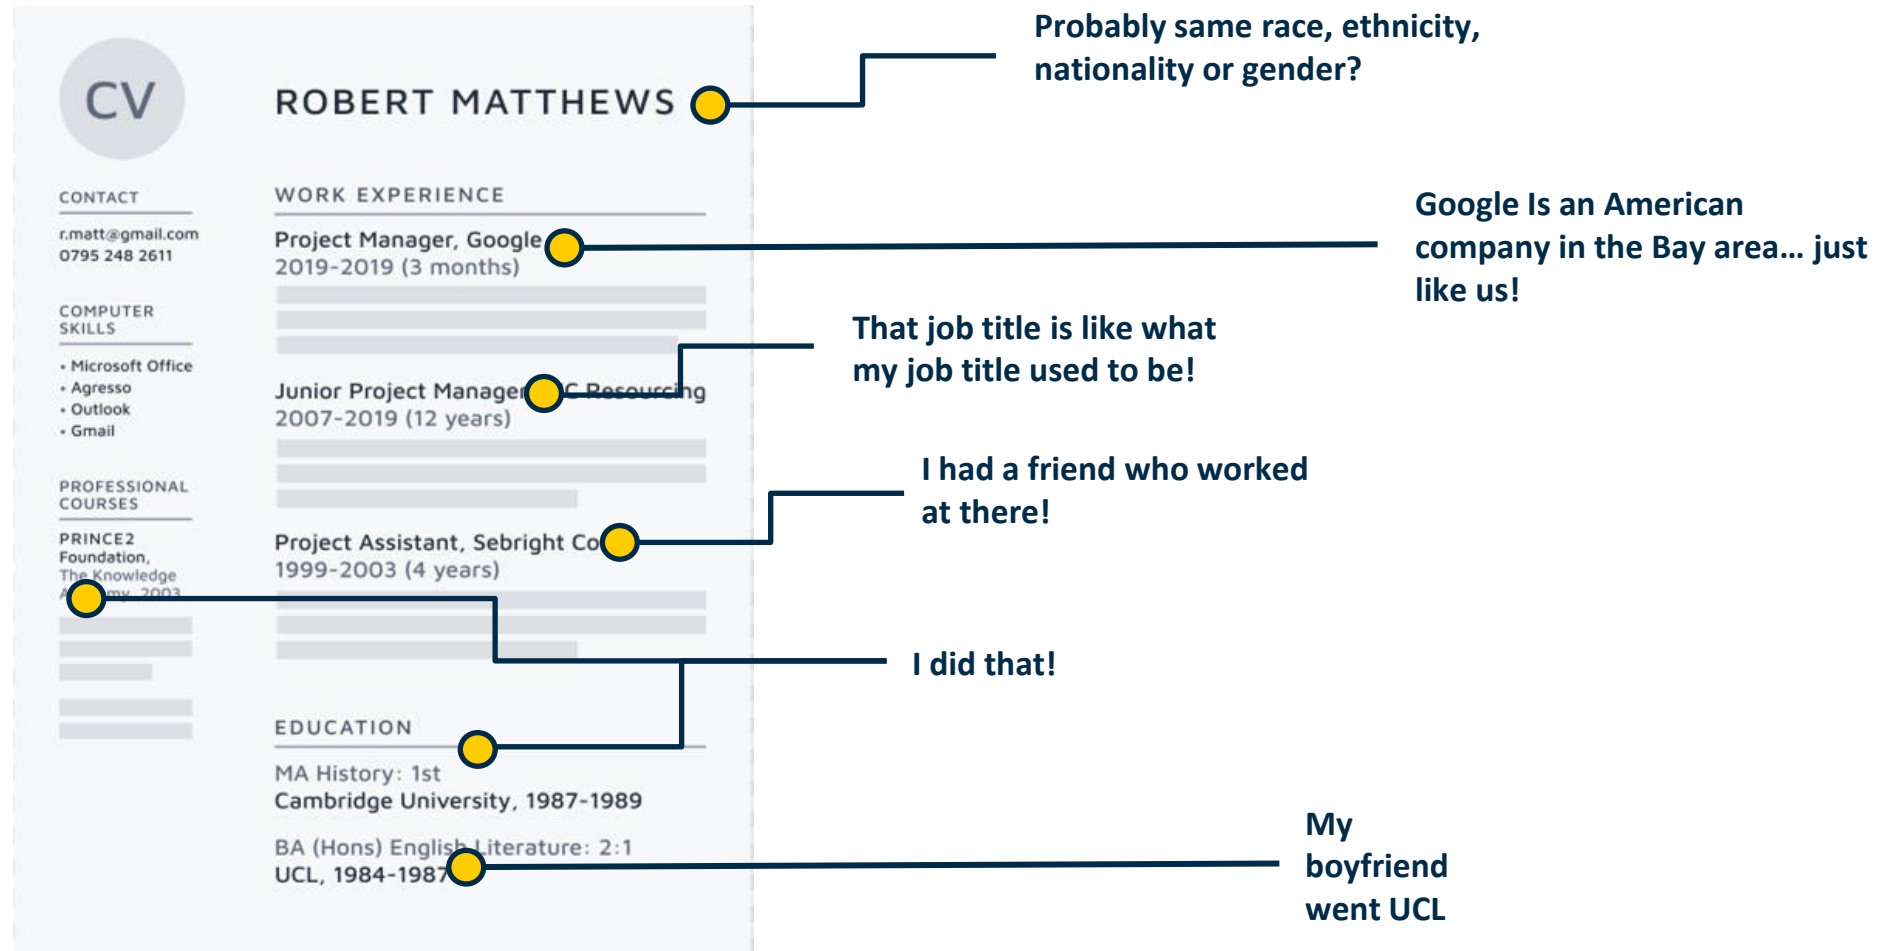 CV
ROBERT MATTHEWS
CONTACT
r.matt@gmail.com
0795 248 2611
COMPUTER
SKILLS
• Microsoft Office
• Agresso
• Outlook
• Gmail
PROFESSIONAL
COURSES
PRINCE2
Foundation,
The Knowledge
2003
WORK EXPERIENCE
Project Manager, Google
2019-2019 (3 months)
Junior Project Manager Resourcing
2007-2019 (12 years)
Project Assistant, Sebright Co
1999-2003 (4 years)
EDUCATION
MA History: 1st
Cambridge University, 1987-1989
BA (Hons) English Literature: 2:1
UCL, 1984-1987
Probably same race, ethnicity,
nationality or gender?
Google Is an American
company in the Bay area... just
like us!
That job title is like what
my job title used to be!
I had a friend who worked
at there!
I did that!
My
boyfriend
went UCL